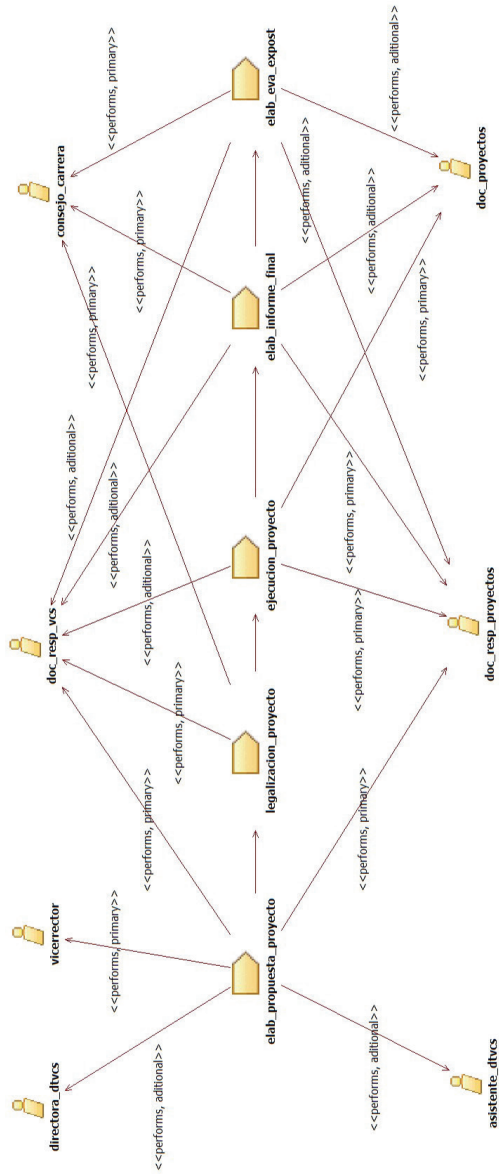 directora_dtvcs
vicerrector
doc_resp_vcs
consejo_carrera
<<performs, aditional>>
<<performs, primary>>
<<performs, primary>>
<<performs, primary>>
<<performs, aditional>>
<<performs, primary>>
<<performs, primary>>
<<performs, aditional>>
<<performs, aditional>>
<<performs, primary>>
elab_propuesta_proyecto
legalizacion_proyecto
ejecucion_proyecto
elab_informe_final
elab_eva_expost
<<performs, aditional>>
<<performs, primary>>
<<performs, primary>>
<<performs, primary>>
<<performs, aditional>>
<<performs, aditional>>
<<performs, aditional>>
<<performs, primary>>
asistente_dtvcs
doc_resp_proyectos
doc_proyectos